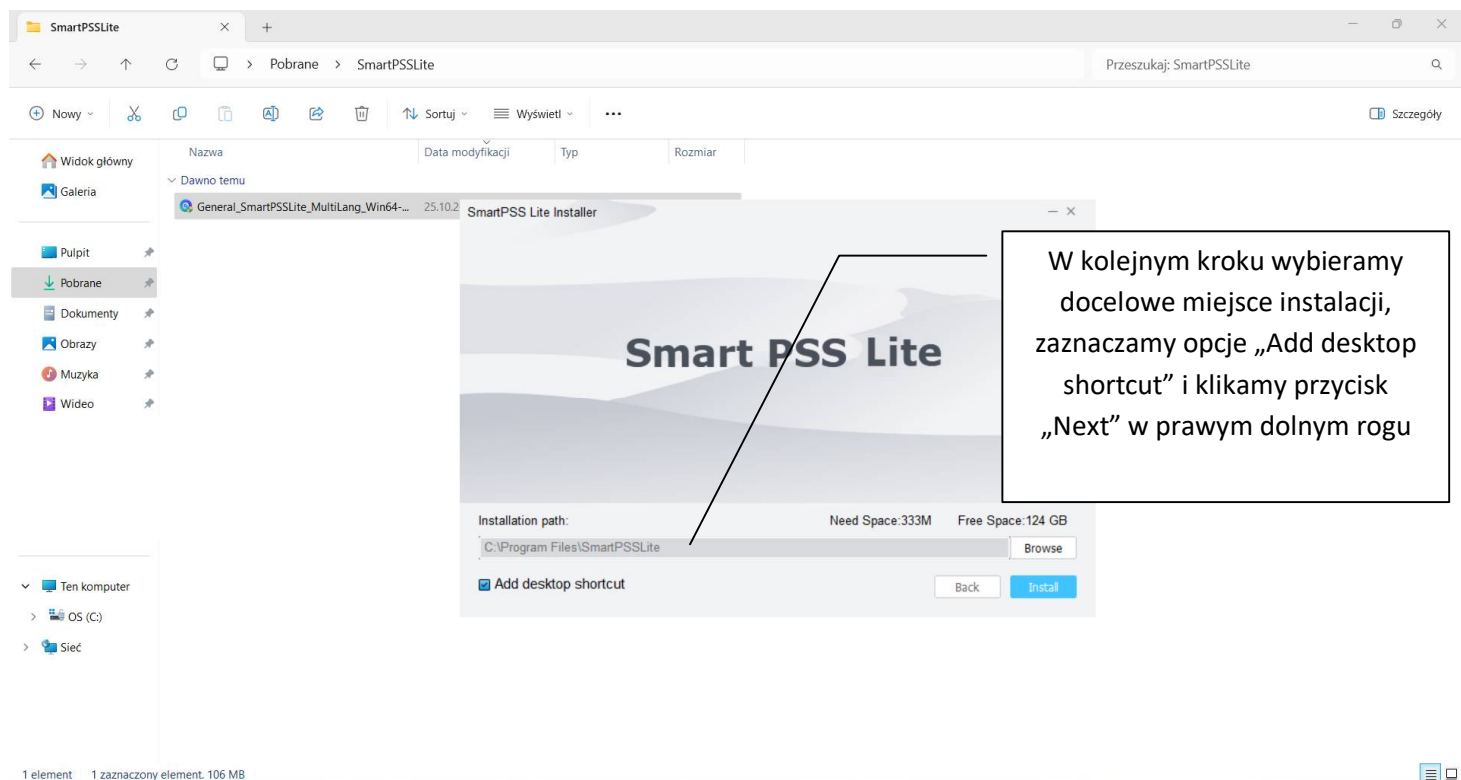 SmartPSSLite
Pobrane > SmartPSSLite
Przeszukaj: SmartPSSLite
Nowy
Sortuj
Wyświetl
Szczegóły
Widok główny
Galeria
Pulpit
Pobrane
Dokumenty
Obrazy
Muzyka
Wideo
Ten komputer
OS (C:)
Sieć
Nazwa
Data modyfikacji
Typ
Rozmiar
Dawno temu
General_SmartPSSLite_MultiLang_Win64-...
25.10.2
SmartPSS Lite Installer
Smart PSS Lite
Installation path:
Need Space:333M
Free Space:124 GB
C:\Program Files\SmartPSSLite
Browse
Add desktop shortcut
Back
Install
W kolejnym kroku wybieramy
docelowe miejsce instalacji,
zaznaczamy opcje „Add desktop
shortcut” i klikamy przycisk
„Next” w prawym dolnym rogu
1 element
1 zaznaczony element. 106 MB